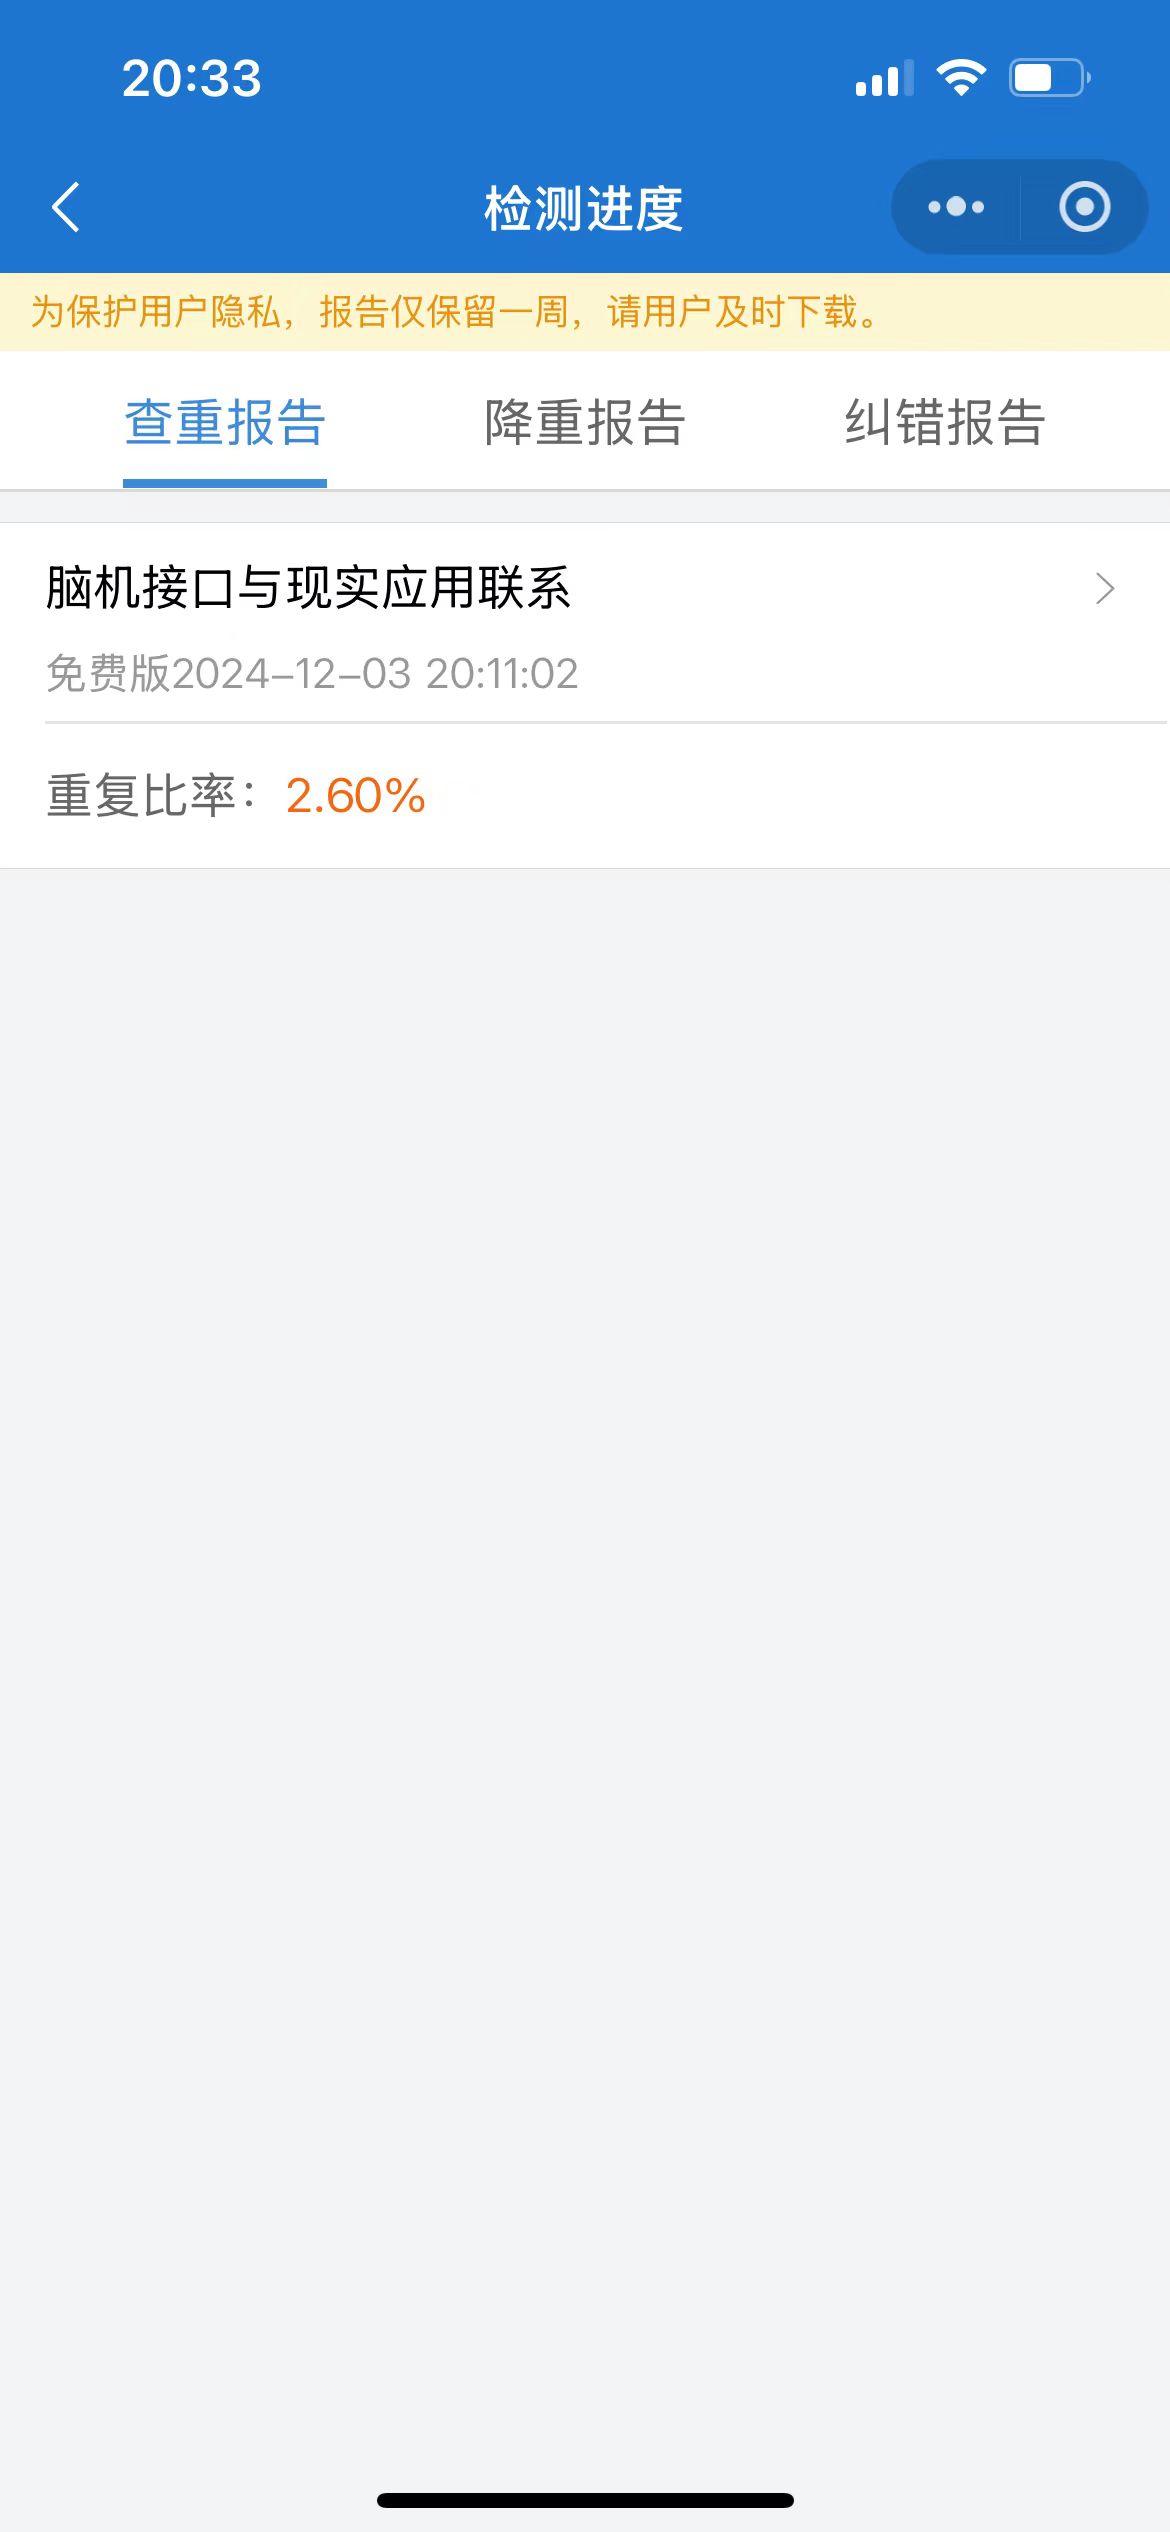 20:33
检测进度
为保护用户隐私，报告仅保留一周，请用户及时下载。
查重报告 降重报告 纠错报告
脑机接口与现实应用联系
免费版2024-12-03 20:11:02
重复比率：2.60%